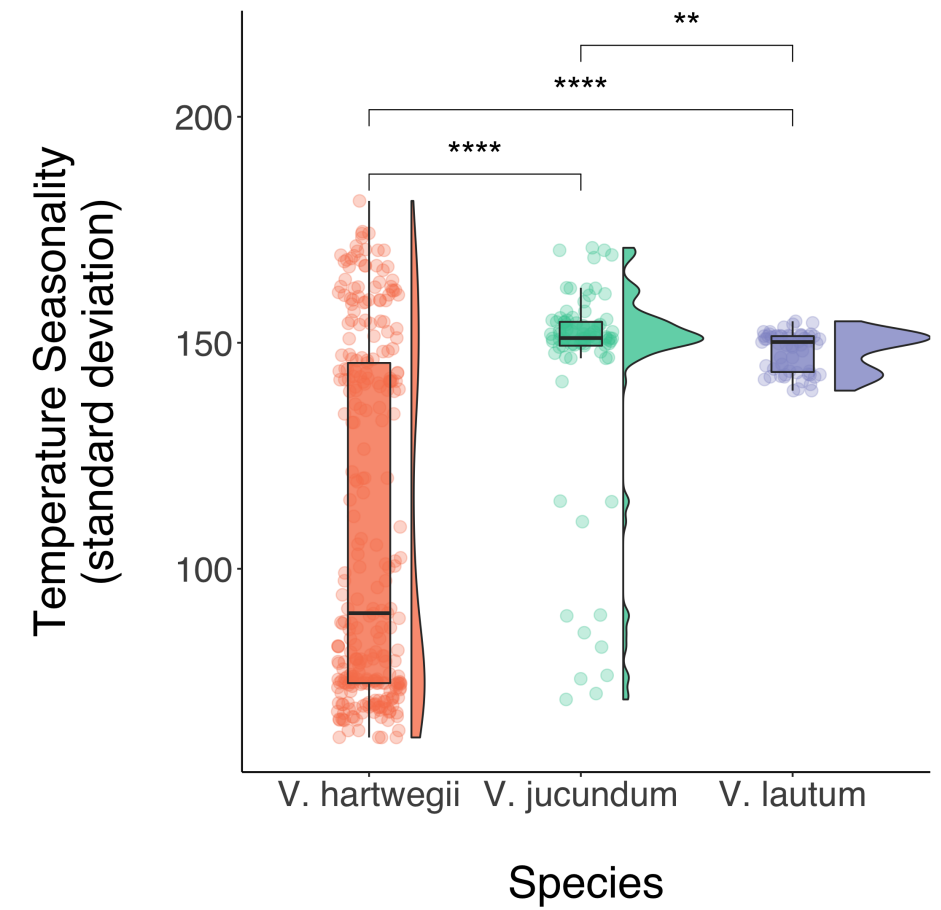 **
****
****
200
150
100
Temperature Seasonality
(standard deviation)
V. hartwegii V. jucundum V. lautum
Species